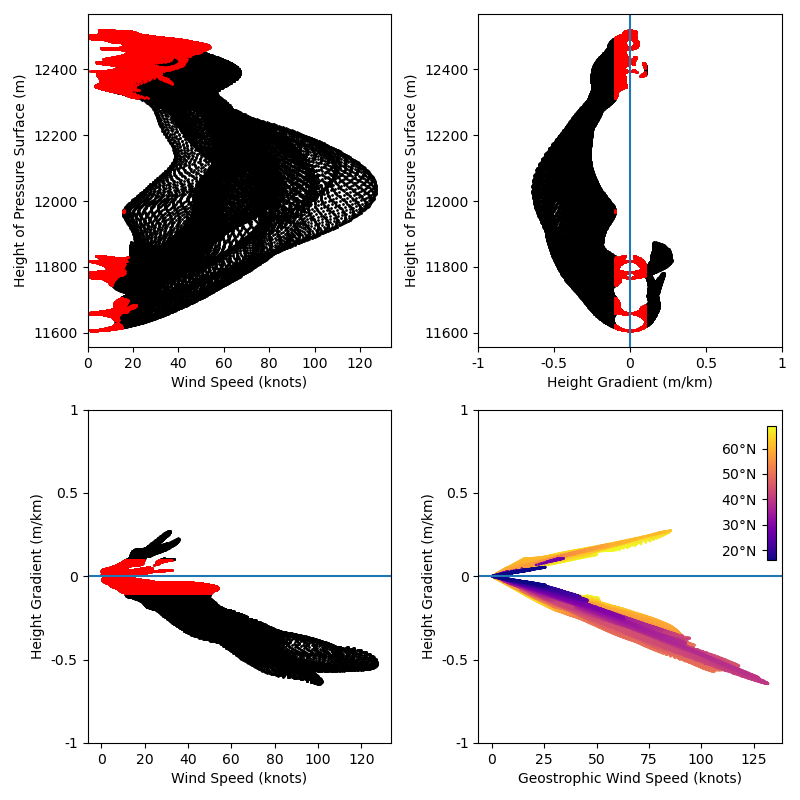 12400
12200
12000
11800
11600
Height of Pressure Surface (m)
0 20 40 60 80 100 120
Wind Speed (knots)
12400
12200
12000
11800
11600
Height of Pressure Surface (m)
-1 -0.5 0 0.5 1
Height Gradient (m/km)
1
0.5
0
-0.5
-1
Height Gradient (m/km)
0 20 40 60 80 100 120
Wind Speed (knots)
1
0.5
0
-0.5
-1
Height Gradient (m/km)
60°N
50°N
40°N
30°N
20°N
0 25 50 75 100 125
Geostrophic Wind Speed (knots)